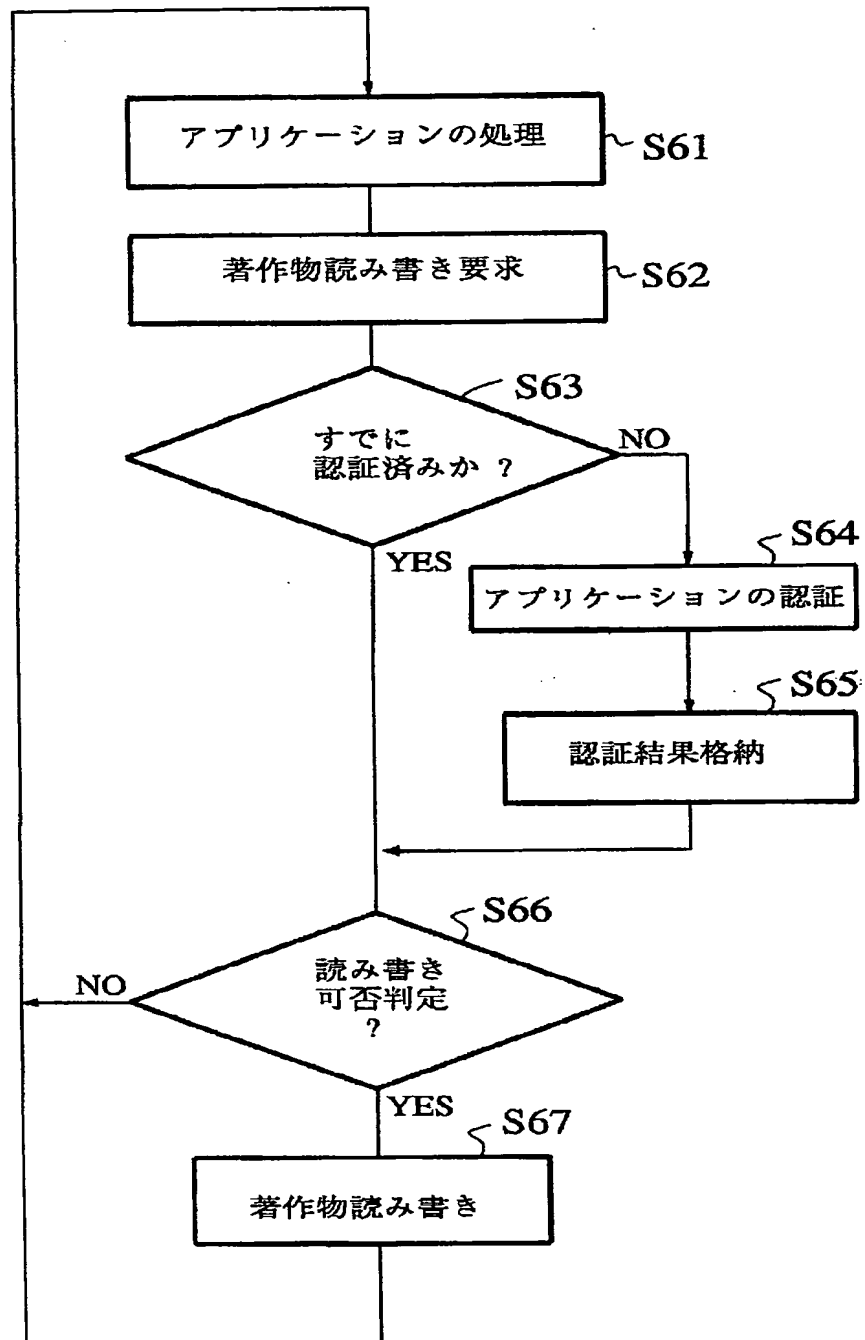 アプリケーションの処理
S61
著作物読み書き要求
S62
S63
すでに
認証済みか ?
NO
YES
S64
アプリケーションの認証
S65
認証結果格納
S66
読み書き
可否判定
?
NO
YES
S67
著作物読み書き